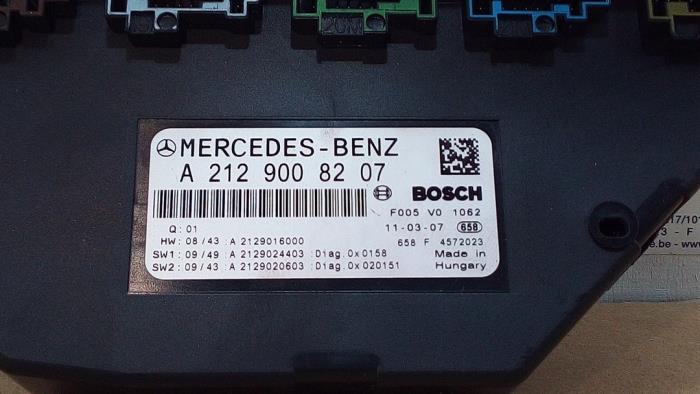 MERCEDES-BENZ
A 212 900 82 07
BOSCH
F005 V0 1062
Q: 01
11-03-07 658
HW: 08/43 : A 2129016000
658 F 4572023
SW1: 09/49 : A 2129024403 :Diag.0x0158
Made in
SW2: 09/43 : A 2129020603 :Diag.0x020151
Hungary